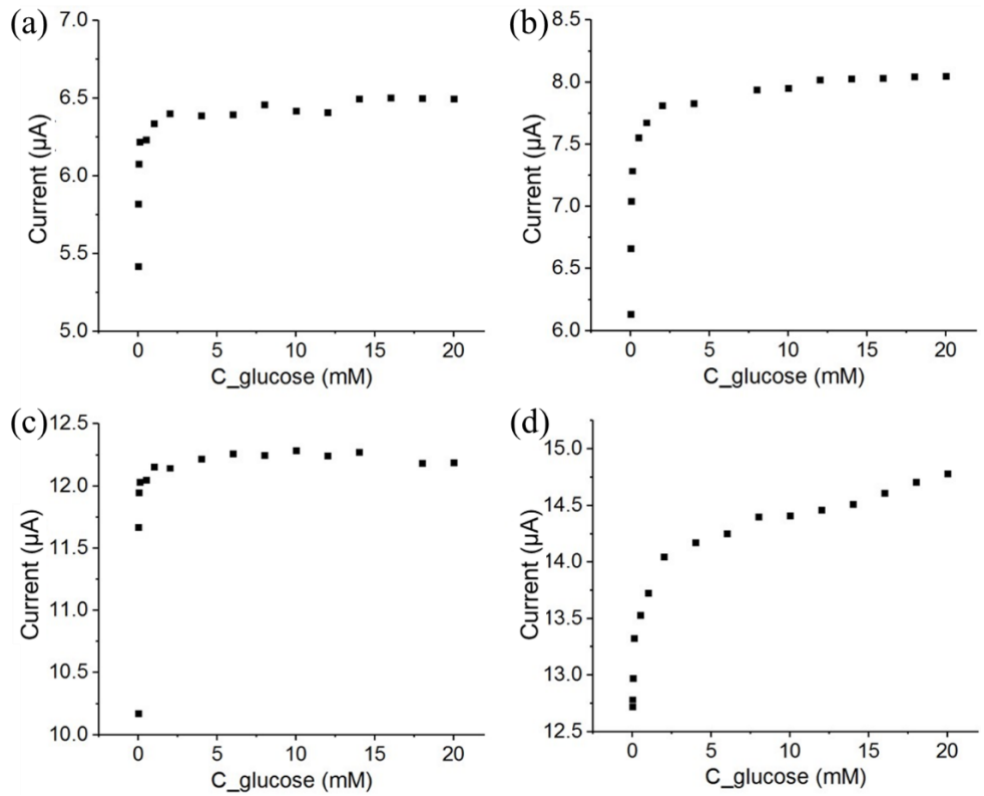 (a)
7.0
6.5
6.0
5.5
5.0
Current (µA)
0 5 10 15 20
C_glucose (mM)
(b)
8.5
8.0
7.5
7.0
6.5
6.0
Current (µA)
0 5 10 15 20
C_glucose (mM)
(c)
12.5
12.0
11.5
11.0
10.5
10.0
Current (µA)
0 5 10 15 20
C_glucose (mM)
(d)
15.0
14.5
14.0
13.5
13.0
12.5
Current (µA)
0 5 10 15 20
C_glucose (mM)